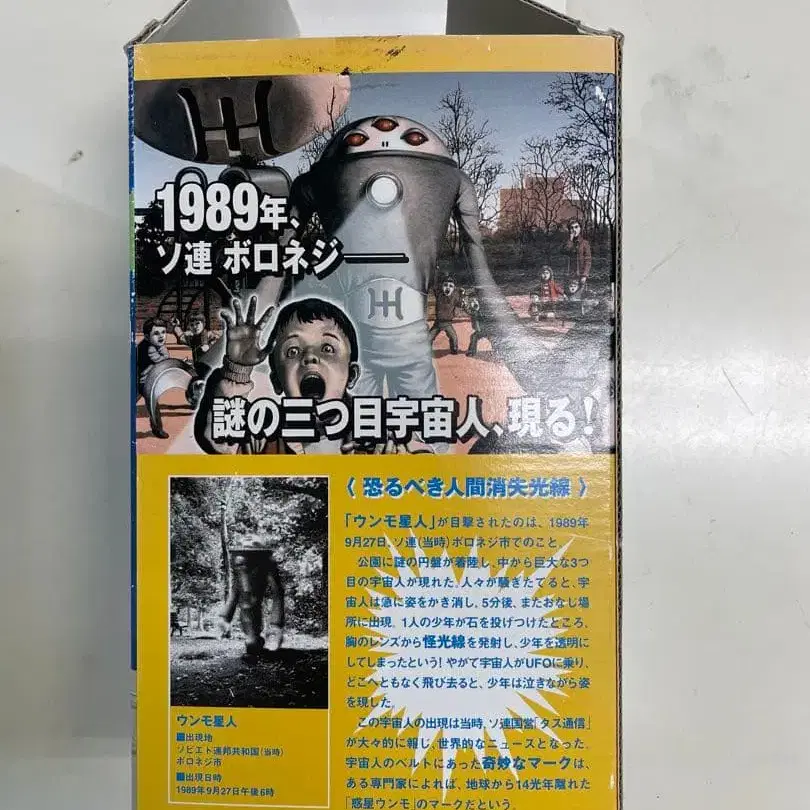 1989年、
ソ連 ボロネジ──
謎の三つ目宇宙人、現る!
〈 恐るべき人間消失光線 〉
「ウンモ星人」が目撃されたのは、1989年
9月27日、ソ連(当時)ボロネジ市でのこと。
公園に謎の円盤が着陸し、中から巨大な3つ
目の宇宙人が現れた。人々が騒ぎたてると、宇
宙人は急に姿をかき消し、5分後、またおなじ場
所に出現。1人の少年が石を投げつけたところ、
胸のレンズから怪光線を発射し、少年を透明に
してしまったという!やがて宇宙人がUFOに乗り、
どこへともなく飛び去ると、少年は泣きながら姿
を現した。
この宇宙人の出現は当時、ソ連国営「タス通信」
が大々的に報じ、世界的なニュースとなった。
宇宙人のベルトにあった奇妙なマークは、
ある専門家によれば、地球から14光年離れた
「惑星ウンモ」のマークだという。
ウンモ星人
■出現地
ソビエト連邦共和国(当時)
ボロネジ市
■出現日時
1989年9月27日午後6時